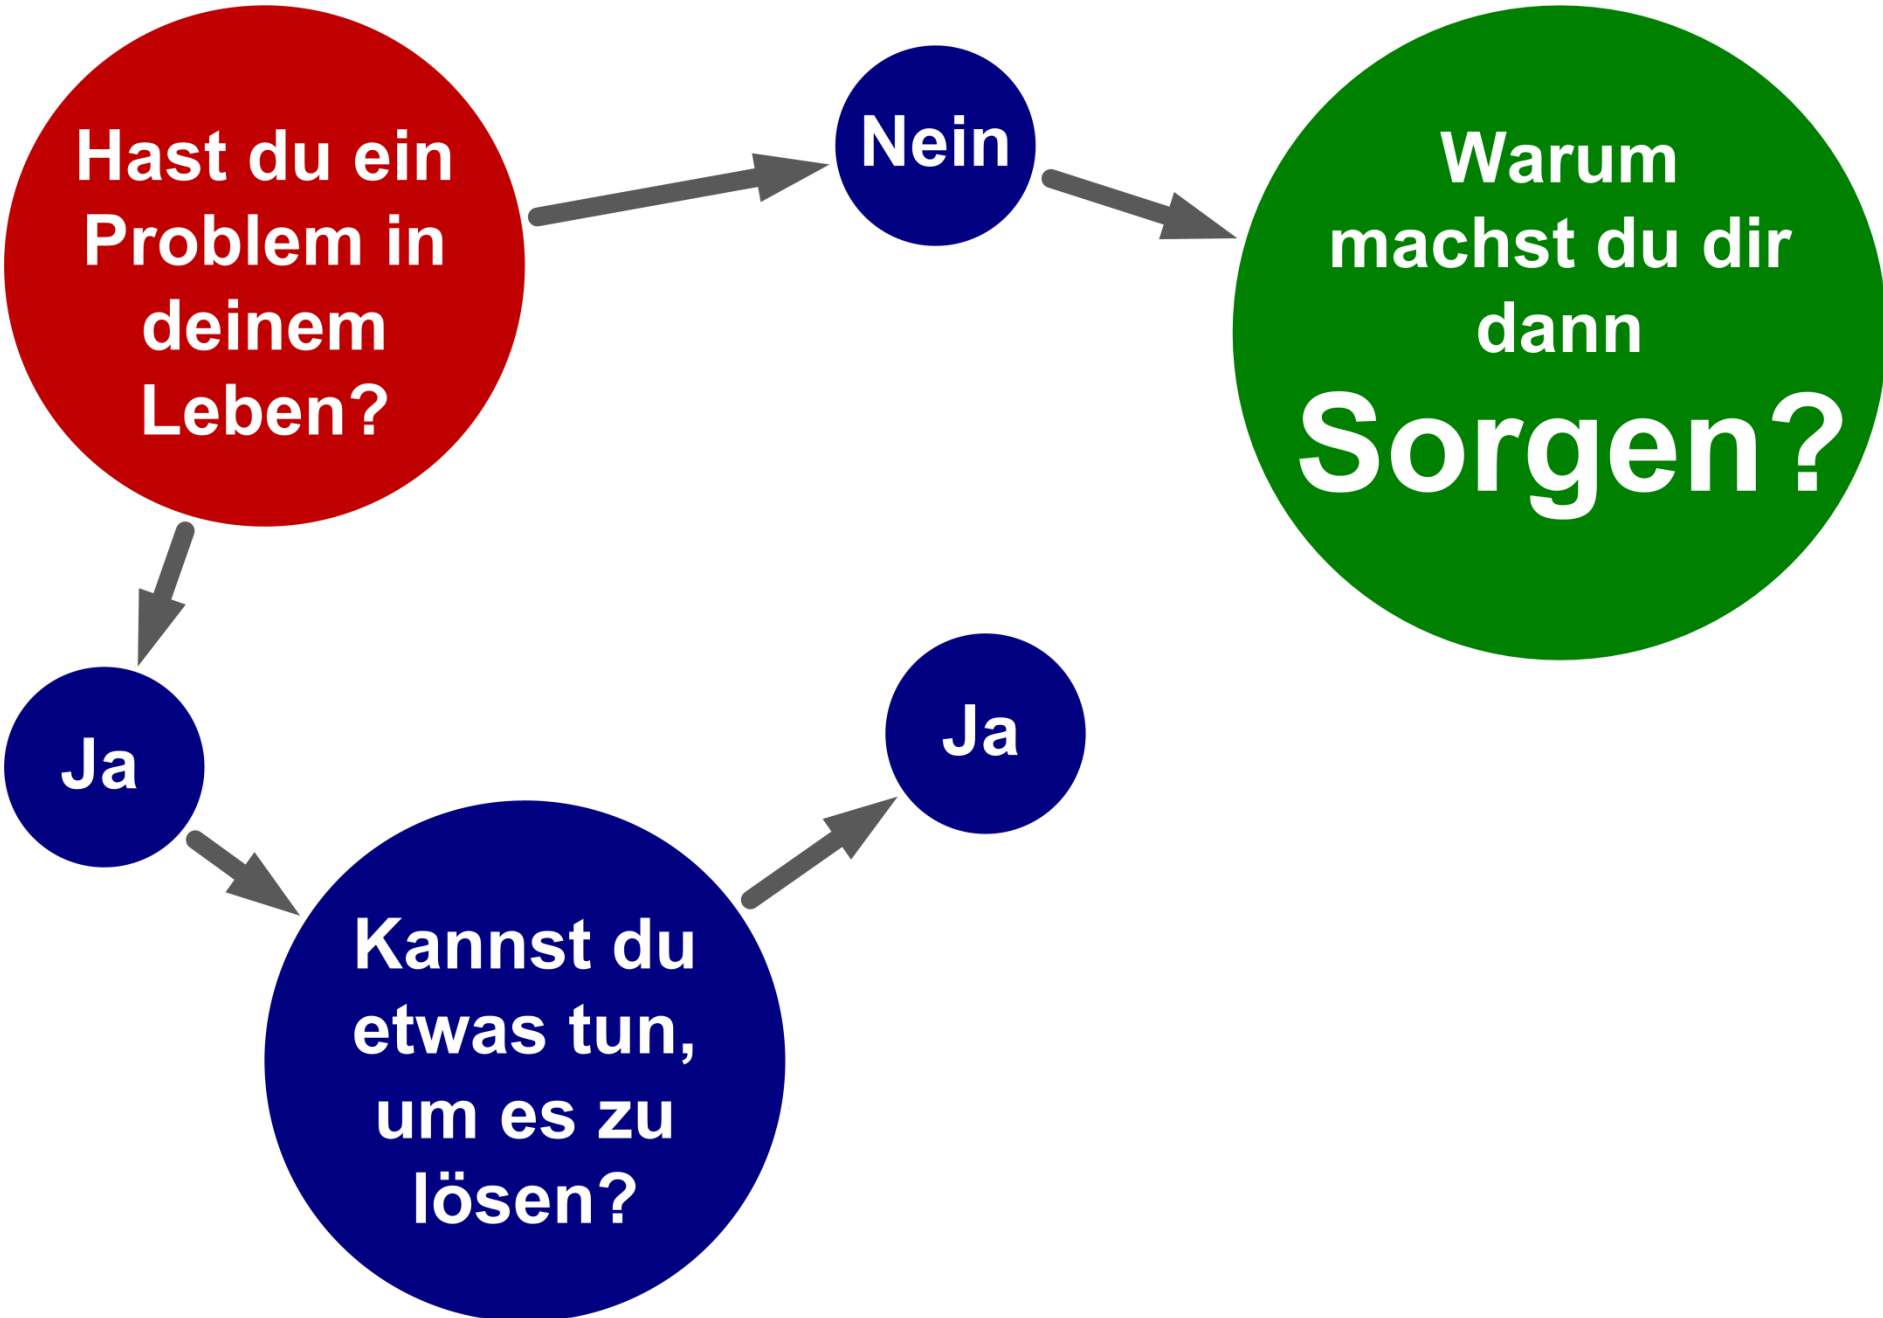 Hast du ein
Problem in
deinem
Leben?
Nein
Warum
machst du dir
dann
Sorgen?
Ja
Kannst du
etwas tun,
um es zu
lösen?
Ja